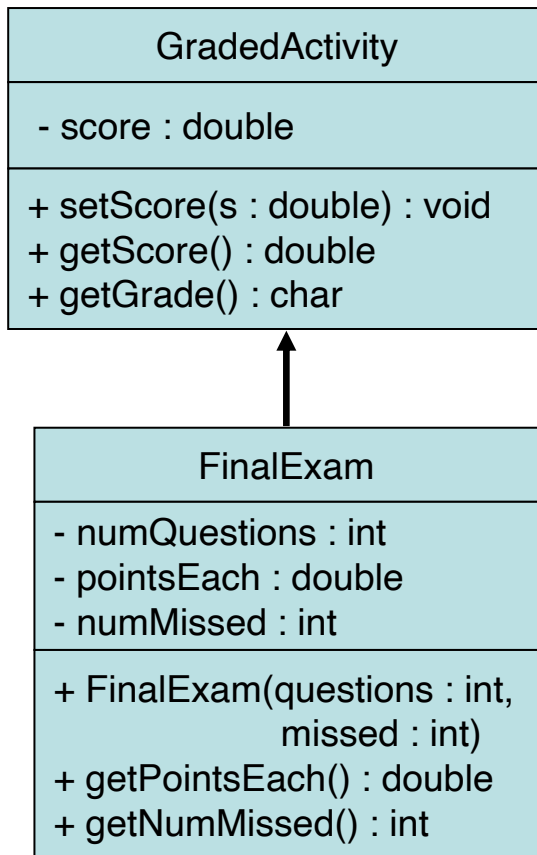 GradedActivity
- score : double
+ setScore(s : double) : void
+ getScore() : double
+ getGrade() : char
FinalExam
- numQuestions : int
- pointsEach : double
- numMissed : int
+ FinalExam(questions : int,
missed : int)
+ getPointsEach() : double
+ getNumMissed() : int